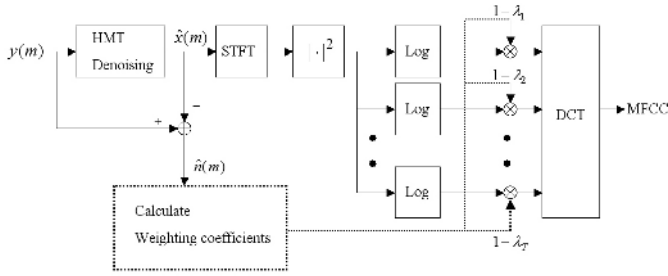 1−λ₁
y(m)
HMT
Denoising
x̂(m)
STFT
|·|²
Log
1−λ₂
Log
DCT
MFCC
−
+
n̂(m)
Log
Calculate
Weighting coefficients
1−λ_T